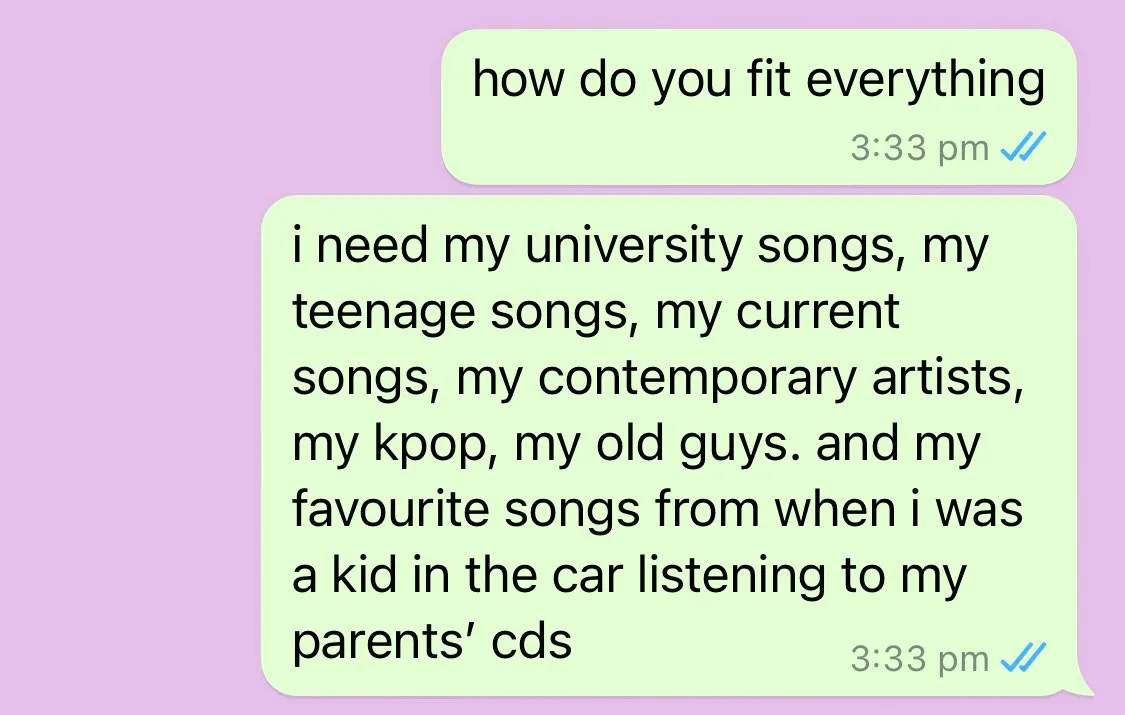 how do you fit everything
3:33 pm
i need my university songs, my
teenage songs, my current
songs, my contemporary artists,
my kpop, my old guys. and my
favourite songs from when i was
a kid in the car listening to my
parents’ cds
3:33 pm